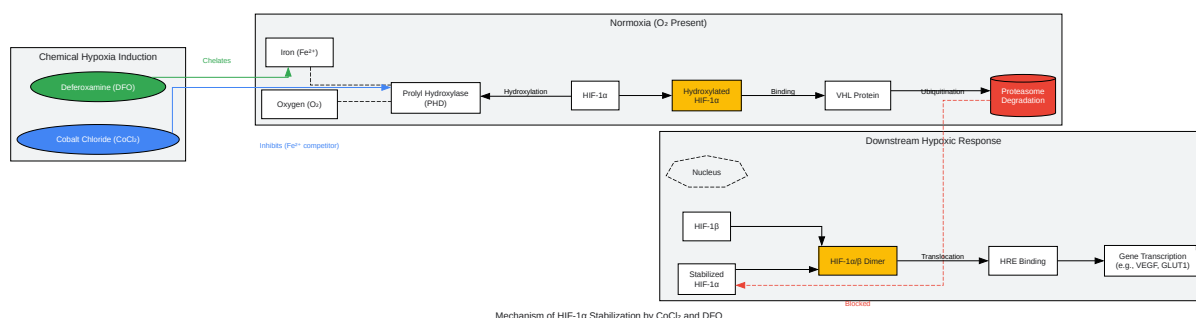 Normoxia (O₂ Present)
Chemical Hypoxia Induction
Iron (Fe²⁺)
Chelates
Deferoxamine (DFO)
Oxygen (O₂)
Prolyl Hydroxylase
(PHD)
Hydroxylation
HIF-1α
Hydroxylated
HIF-1α
Binding
VHL Protein
Ubiquitination
Proteasome
Degradation
Cobalt Chloride (CoCl₂)
Inhibits (Fe²⁺ competitor)
Downstream Hypoxic Response
Nucleus
HIF-1β
Stabilized
HIF-1α
HIF-1α/β Dimer
Translocation
HRE Binding
Gene Transcription
(e.g., VEGF, GLUT1)
Blocked
Mechanism of HIF-1α Stabilization by CoCl₂ and DFO